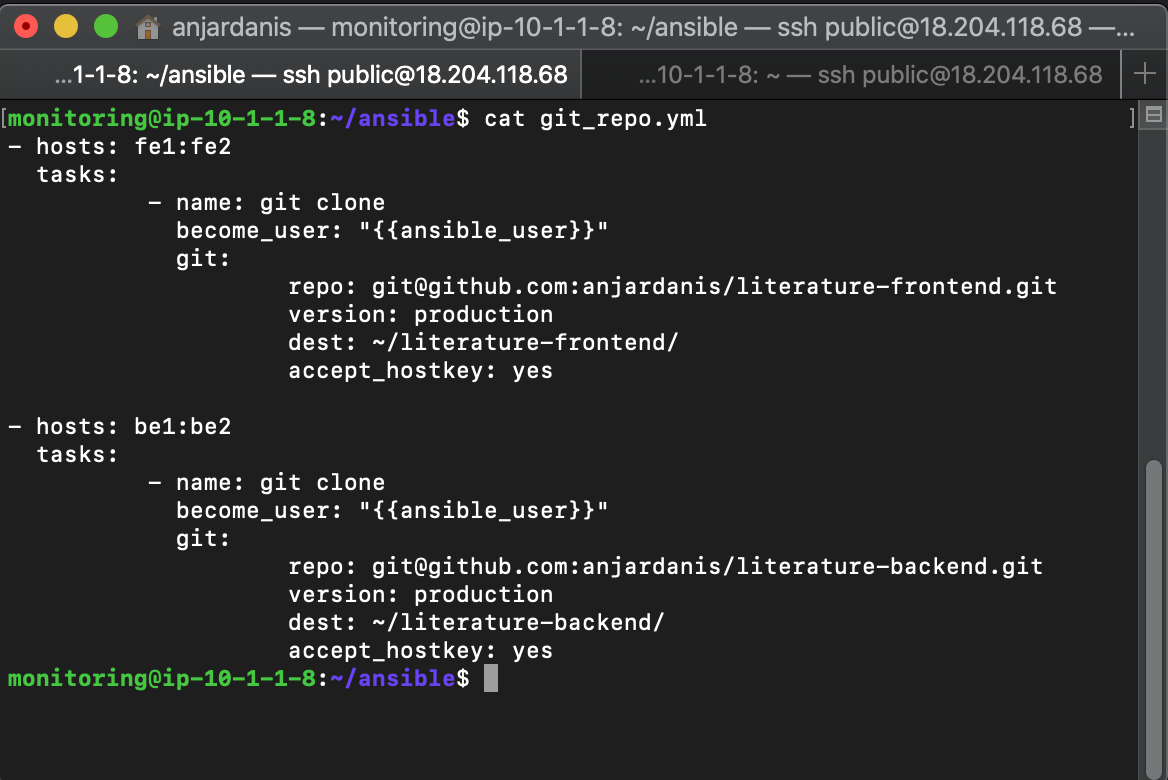 anjardanis — monitoring@ip-10-1-1-8: ~/ansible — ssh public@18.204.118.68 —...
...1-1-8: ~/ansible — ssh public@18.204.118.68
...10-1-1-8: ~ — ssh public@18.204.118.68
[monitoring@ip-10-1-1-8:~/ansible$ cat git_repo.yml ]
- hosts: fe1:fe2
  tasks:
          - name: git clone
            become_user: "{{ansible_user}}"
            git:
                    repo: git@github.com:anjardanis/literature-frontend.git
                    version: production
                    dest: ~/literature-frontend/
                    accept_hostkey: yes
- hosts: be1:be2
  tasks:
          - name: git clone
            become_user: "{{ansible_user}}"
            git:
                    repo: git@github.com:anjardanis/literature-backend.git
                    version: production
                    dest: ~/literature-backend/
                    accept_hostkey: yes
monitoring@ip-10-1-1-8:~/ansible$